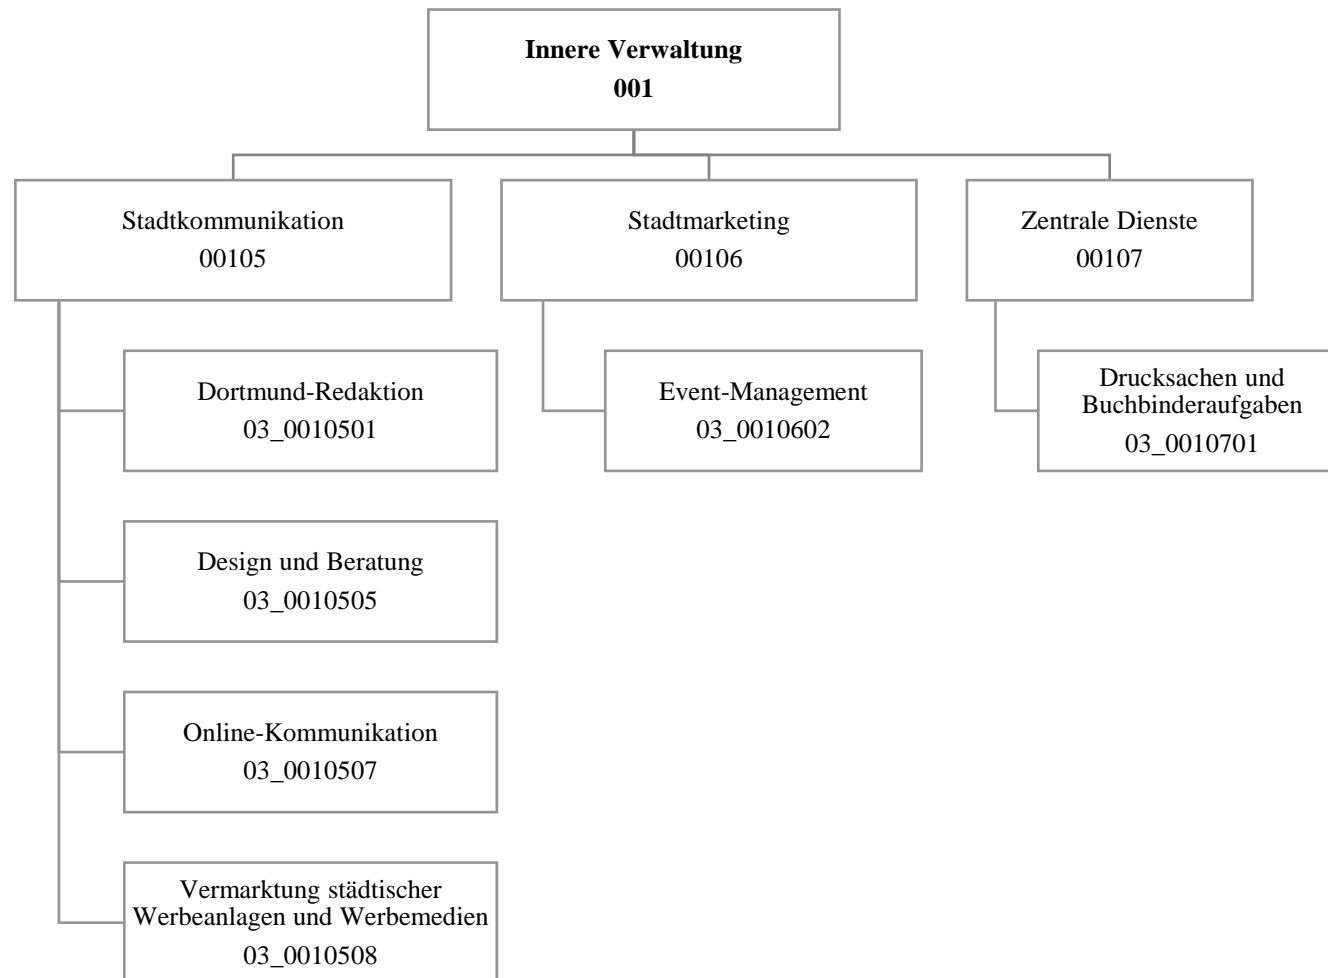 Innere Verwaltung
001
Stadtkommunikation
00105
Stadtmarketing
00106
Zentrale Dienste
00107
Dortmund-Redaktion
03_0010501
Event-Management
03_0010602
Drucksachen und
Buchbinderaufgaben
03_0010701
Design und Beratung
03_0010505
Online-Kommunikation
03_0010507
Vermarktung städtischer
Werbeanlagen und Werbemedien
03_0010508